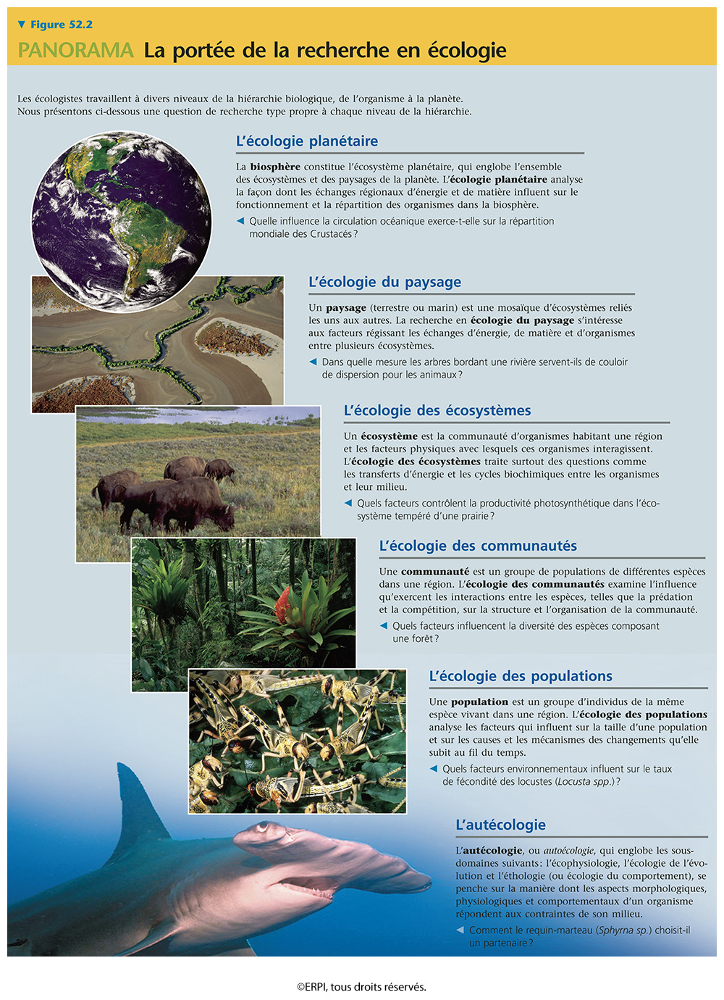 ▼ Figure 52.2
PANORAMA La portée de la recherche en écologie
Les écologistes travaillent à divers niveaux de la hiérarchie biologique, de l’organisme à la planète.
Nous présentons ci-dessous une question de recherche type propre à chaque niveau de la hiérarchie.
L’écologie planétaire
La biosphère constitue l’écosystème planétaire, qui englobe l’ensemble
des écosystèmes et des paysages de la planète. L’écologie planétaire analyse
la façon dont les échanges régionaux d’énergie et de matière influent sur le
fonctionnement et la répartition des organismes dans la biosphère.
◀ Quelle influence la circulation océanique exerce-t-elle sur la répartition
mondiale des Crustacés ?
L’écologie du paysage
Un paysage (terrestre ou marin) est une mosaïque d’écosystèmes reliés
les uns aux autres. La recherche en écologie du paysage s’intéresse
aux facteurs régissant les échanges d’énergie, de matière et d’organismes
entre plusieurs écosystèmes.
◀ Dans quelle mesure les arbres bordant une rivière servent-ils de couloir
de dispersion pour les animaux ?
L’écologie des écosystèmes
Un écosystème est la communauté d’organismes habitant une région
et les facteurs physiques avec lesquels ces organismes interagissent.
L’écologie des écosystèmes traite surtout des questions comme
les transferts d’énergie et les cycles biochimiques entre les organismes
et leur milieu.
◀ Quels facteurs contrôlent la productivité photosynthétique dans l’éco-
système tempéré d’une prairie ?
L’écologie des communautés
Une communauté est un groupe de populations de différentes espèces
dans une région. L’écologie des communautés examine l’influence
qu’exercent les interactions entre les espèces, telles que la prédation
et la compétition, sur la structure et l’organisation de la communauté.
◀ Quels facteurs influencent la diversité des espèces composant
une forêt ?
L’écologie des populations
Une population est un groupe d’individus de la même
espèce vivant dans une région. L’écologie des populations
analyse les facteurs qui influent sur la taille d’une population
et sur les causes et les mécanismes des changements qu’elle
subit au fil du temps.
◀ Quels facteurs environnementaux influent sur le taux
de fécondité des locustes (Locusta spp.) ?
L’autécologie
L’autécologie, ou autoécologie, qui englobe les sous-
domaines suivants : l’écophysiologie, l’écologie de l’évo-
lution et l’éthologie (ou écologie du comportement), se
penche sur la manière dont les aspects morphologiques,
physiologiques et comportementaux d’un organisme
répondent aux contraintes de son milieu.
◀ Comment le requin-marteau (Sphyrna sp.) choisit-il
un partenaire ?
©ERPI, tous droits réservés.